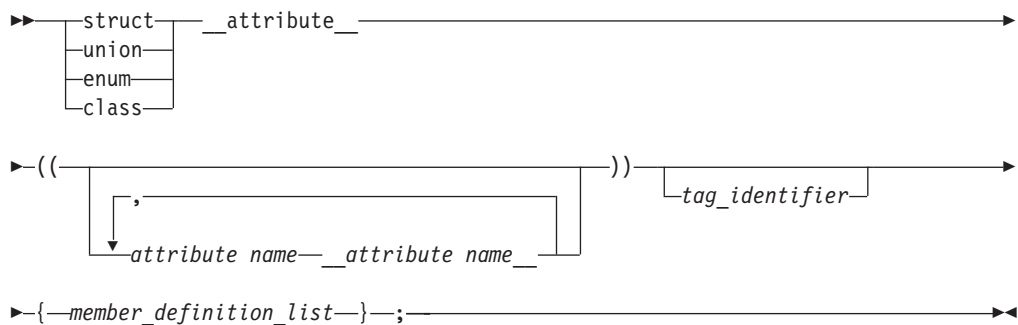 struct __attribute__
union
enum
class
(( ))
tag_identifier
,
attribute name __attribute name__
{ member_definition_list } ;